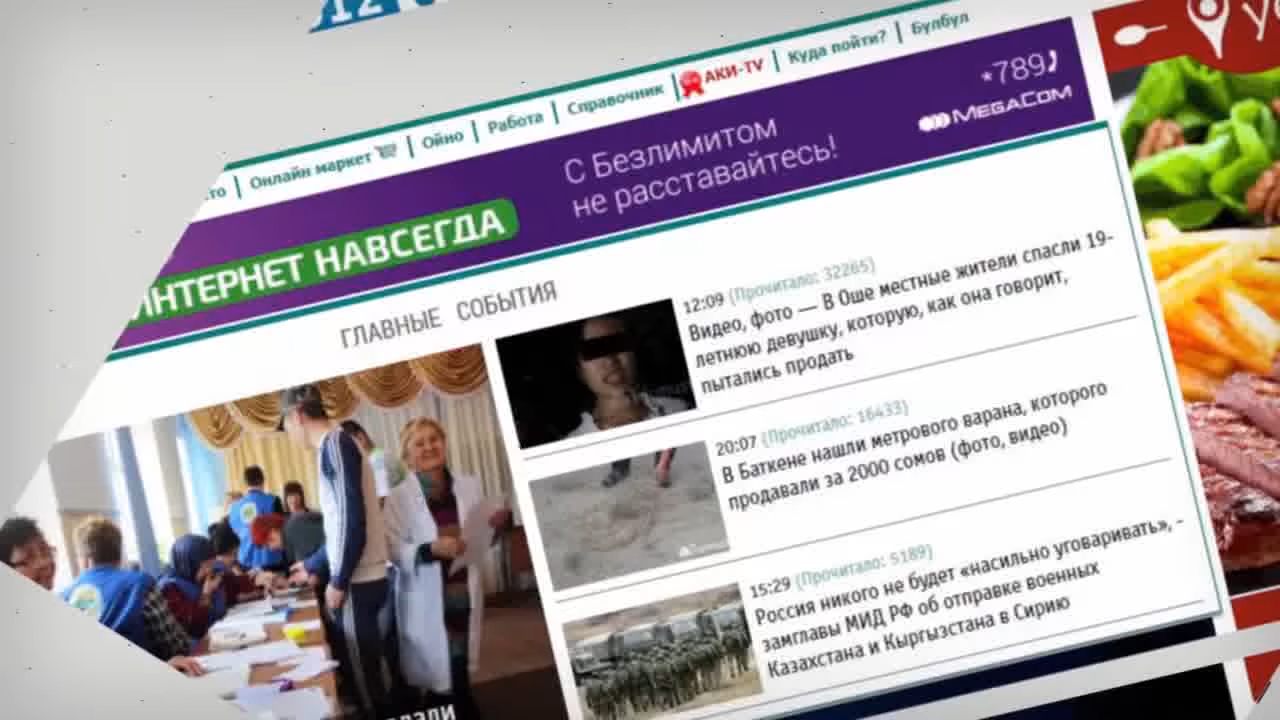 12
Онлайн маркет | Ойно | Работа | Справочник | АКИ-TV | Куда пойти? | Булбул
ИНТЕРНЕТ НАВСЕГДА
С Безлимитом
не расставайтесь!
*789
MEGACOM
ГЛАВНЫЕ СОБЫТИЯ
12:09 (Прочитало: 32265)
Видео, фото — В Оше местные жители спасли 19-
летнюю девушку, которую, как она говорит,
пытались продать
20:07 (Прочитало: 16433)
В Баткене нашли метрового варана, которого
продавали за 2000 сомов (фото, видео)
15:29 (Прочитало: 5189)
Россия никого не будет «насильно уговаривать», -
замглавы МИД РФ об отправке военных
Казахстана и Кыргызстана в Сирию